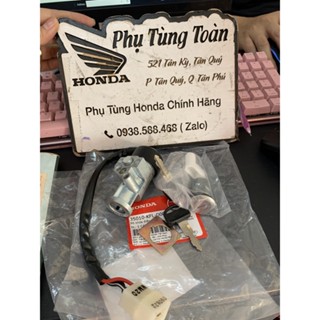 Phụ Tùng Toàn
HONDA
521 Tân Kỳ, Tân Quý
P Tân Quý, Q Tân Phú
Phụ Tùng Honda Chính Hãng
0938.588.468 ( Zalo)
HONDA